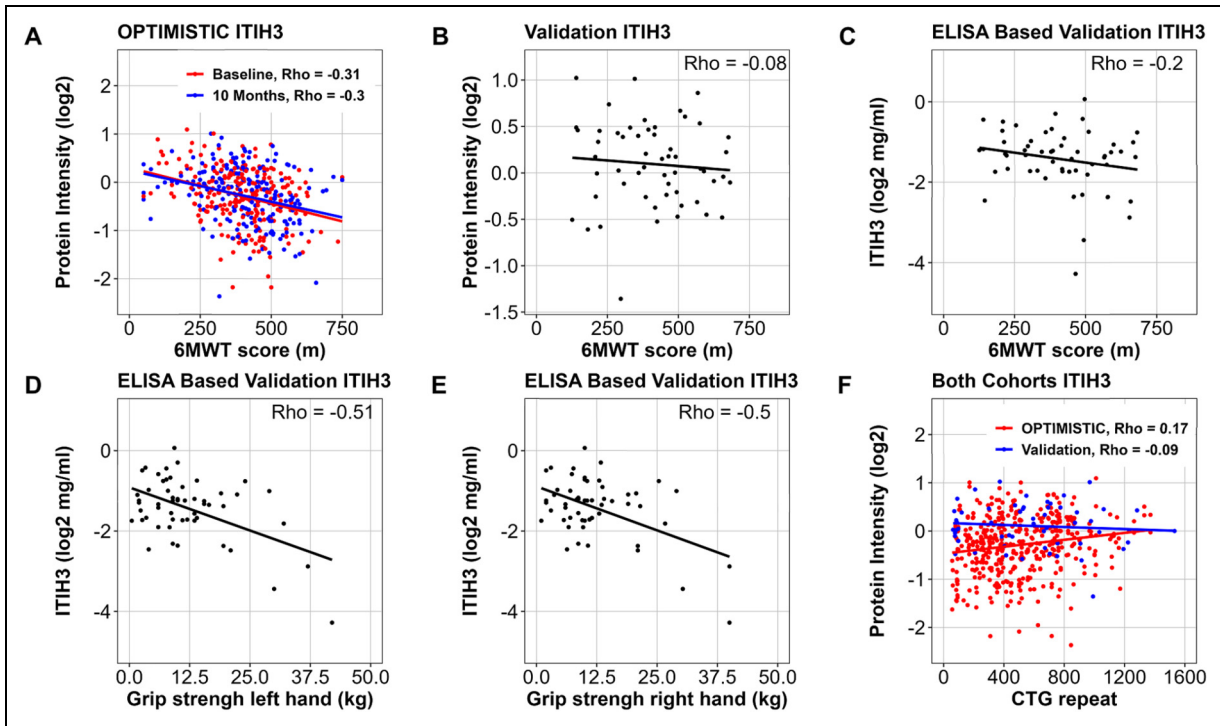 A
OPTIMISTIC ITIH3
Baseline, Rho = -0.31
10 Months, Rho = -0.3
Protein Intensity (log2)
2
1
0
-1
-2
0 250 500 750
6MWT score (m)
B
Validation ITIH3
Rho = -0.08
Protein Intensity (log2)
1.0
0.5
0.0
-0.5
-1.0
-1.5
0 250 500 750
6MWT score (m)
C
ELISA Based Validation ITIH3
Rho = -0.2
ITIH3 (log2 mg/ml)
0
-2
-4
0 250 500 750
6MWT score (m)
D
ELISA Based Validation ITIH3
Rho = -0.51
ITIH3 (log2 mg/ml)
0
-2
-4
0.0 12.5 25.0 37.5 50.0
Grip strengh left hand (kg)
E
ELISA Based Validation ITIH3
Rho = -0.5
ITIH3 (log2 mg/ml)
0
-2
-4
0.0 12.5 25.0 37.5 50.0
Grip strengh right hand (kg)
F
Both Cohorts ITIH3
OPTIMISTIC, Rho = 0.17
Validation, Rho = -0.09
Protein Intensity (log2)
2
1
0
-1
-2
0 400 800 1200 1600
CTG repeat